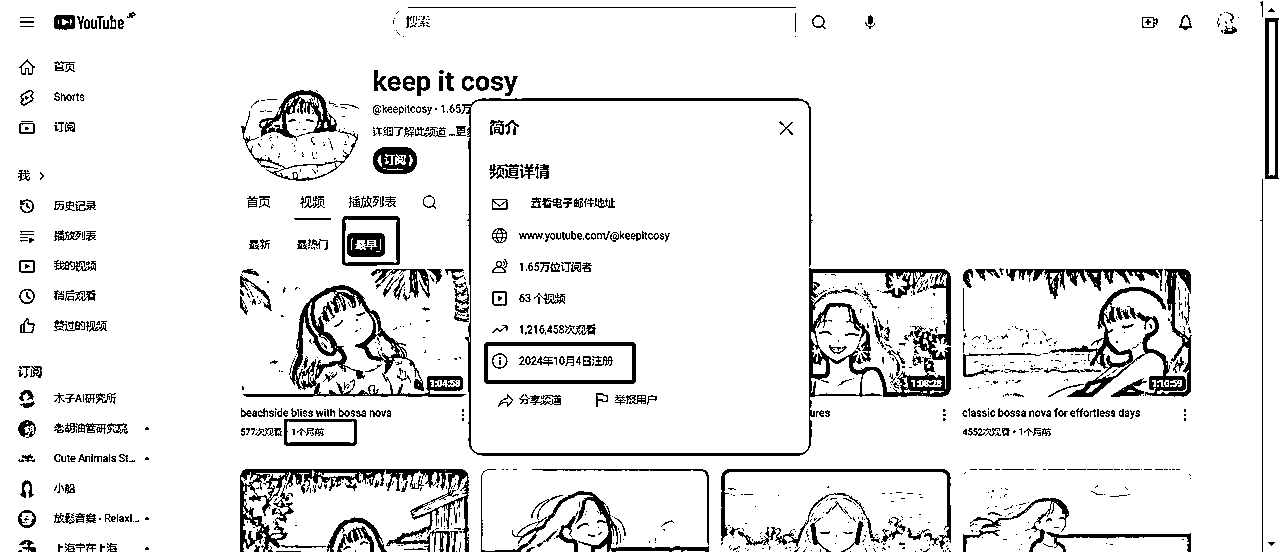 YouTube JP
搜索
首页
Shorts
订阅
我
历史记录
播放列表
我的视频
稍后观看
赞过的视频
订阅
木子AI研究所
老胡油管研究院
Cute Animals St...
小船
放松音乐 · Relaxi...
上海宁在上海
keep it cosy
@keepitcosy · 1.65万
详细了解此频道 ...更
订阅
首页 视频 播放列表
最新 最热门 最早
简介
频道详情
查看电子邮件地址
www.youtube.com/@keepitcosy
1.65万位订阅者
63 个视频
1,216,458次观看
2024年10月4日注册
分享频道 举报用户
1:04:58
beachside bliss with bossa nova
577次观看 · 1个月前
1:08:28
ures
1:16:59
classic bossa nova for effortless days
4552次观看 · 1个月前